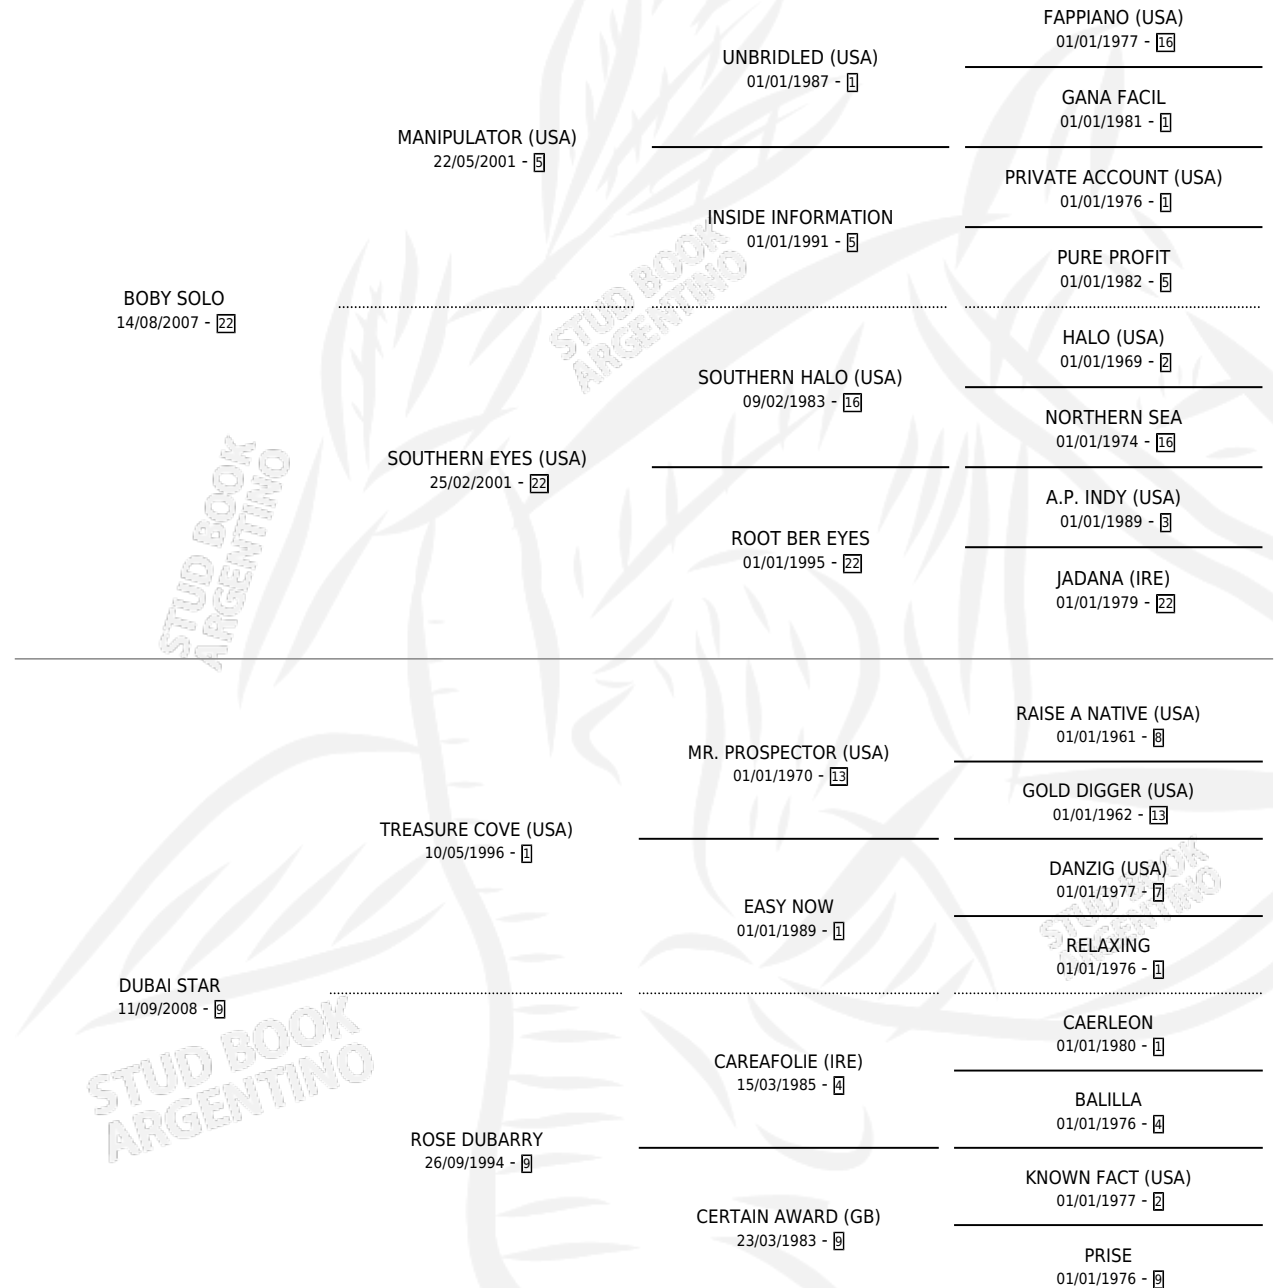 FAPPIANO (USA)
01/01/1977 - 16
UNBRIDLED (USA)
01/01/1987 - 1
GANA FACIL
01/01/1981 - 1
MANIPULATOR (USA)
22/05/2001 - 5
PRIVATE ACCOUNT (USA)
01/01/1976 - 1
INSIDE INFORMATION
01/01/1991 - 5
PURE PROFIT
01/01/1982 - 5
BOBY SOLO
14/08/2007 - 22
STUD BOOK
ARGENTINO
HALO (USA)
01/01/1969 - 2
SOUTHERN HALO (USA)
09/02/1983 - 16
NORTHERN SEA
01/01/1974 - 16
SOUTHERN EYES (USA)
25/02/2001 - 22
A.P. INDY (USA)
01/01/1989 - 3
ROOT BER EYES
01/01/1995 - 22
JADANA (IRE)
01/01/1979 - 22
STUD BOOK
ARGENTINO
RAISE A NATIVE (USA)
01/01/1961 - 8
MR. PROSPECTOR (USA)
01/01/1970 - 13
GOLD DIGGER (USA)
01/01/1962 - 13
TREASURE COVE (USA)
10/05/1996 - 1
DANZIG (USA)
01/01/1977 - 7
EASY NOW
01/01/1989 - 1
STUD BOOK
ARGENTINO
RELAXING
01/01/1976 - 1
DUBAI STAR
11/09/2008 - 9
CAERLEON
01/01/1980 - 1
CAREAFOLIE (IRE)
15/03/1985 - 4
STUD BOOK
ARGENTINO
BALILLA
01/01/1976 - 4
ROSE DUBARRY
26/09/1994 - 9
KNOWN FACT (USA)
01/01/1977 - 2
CERTAIN AWARD (GB)
23/03/1983 - 9
PRISE
01/01/1976 - 9